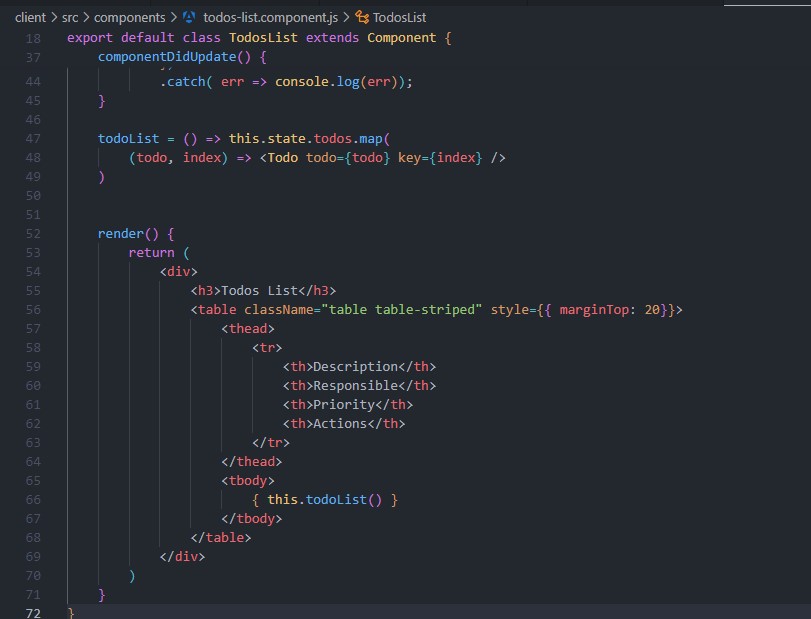 client > src > components > todos-list.component.js > TodosList
18 export default class TodosList extends Component {
37     componentDidUpdate() {
44             .catch( err => console.log(err));
45     }
46
47     todoList = () => this.state.todos.map(
48         (todo, index) => <Todo todo={todo} key={index} />
49     )
50
51
52     render() {
53         return (
54             <div>
55                 <h3>Todos List</h3>
56                 <table className="table table-striped" style={{ marginTop: 20}}>
57                     <thead>
58                         <tr>
59                             <th>Description</th>
60                             <th>Responsible</th>
61                             <th>Priority</th>
62                             <th>Actions</th>
63                         </tr>
64                     </thead>
65                     <tbody>
66                         { this.todoList() }
67                     </tbody>
68                 </table>
69             </div>
70         )
71     }
72 }